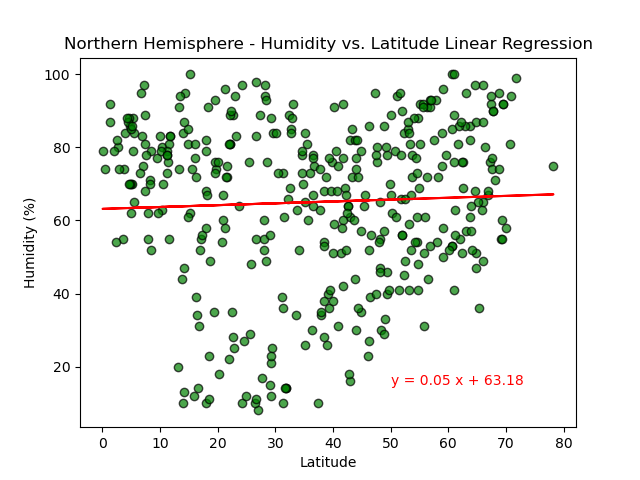 Northern Hemisphere - Humidity vs. Latitude Linear Regression
100
80
60
40
20
Humidity (%)
y = 0.05 x + 63.18
0 10 20 30 40 50 60 70 80
Latitude